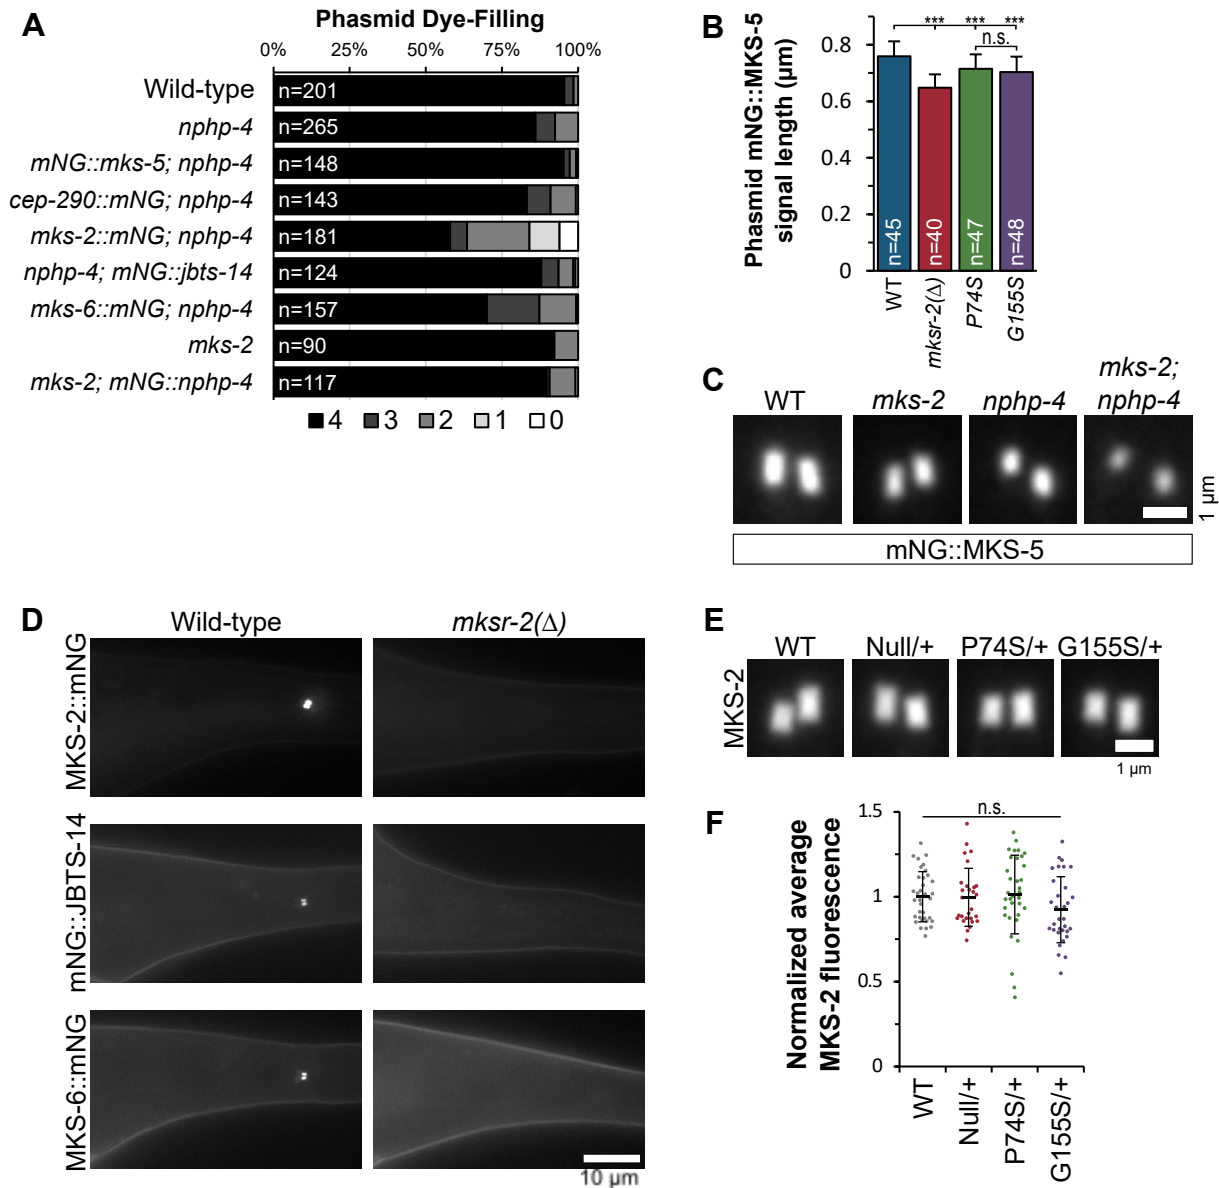 A
Phasmid Dye-Filling
0% 25% 50% 75% 100%
Wild-type n=201
nphp-4 n=265
mNG::mks-5; nphp-4 n=148
cep-290::mNG; nphp-4 n=143
mks-2::mNG; nphp-4 n=181
nphp-4; mNG::jbts-14 n=124
mks-6::mNG; nphp-4 n=157
mks-2 n=90
mks-2; mNG::nphp-4 n=117
4 3 2 1 0
B
Phasmid mNG::MKS-5
signal length (µm)
0.8
0.6
0.4
0.2
0
*** *** ***
n.s.
n=45 n=40 n=47 n=48
WT mksr-2(Δ) P74S G155S
C
WT mks-2 nphp-4 mks-2;
nphp-4
1 µm
mNG::MKS-5
D
Wild-type mksr-2(Δ)
MKS-2::mNG
mNG::JBTS-14
MKS-6::mNG
10 µm
E
WT Null/+ P74S/+ G155S/+
MKS-2
1 µm
F
Normalized average
MKS-2 fluorescence
1.5
1
0.5
0
n.s.
WT Null/+ P74S/+ G155S/+